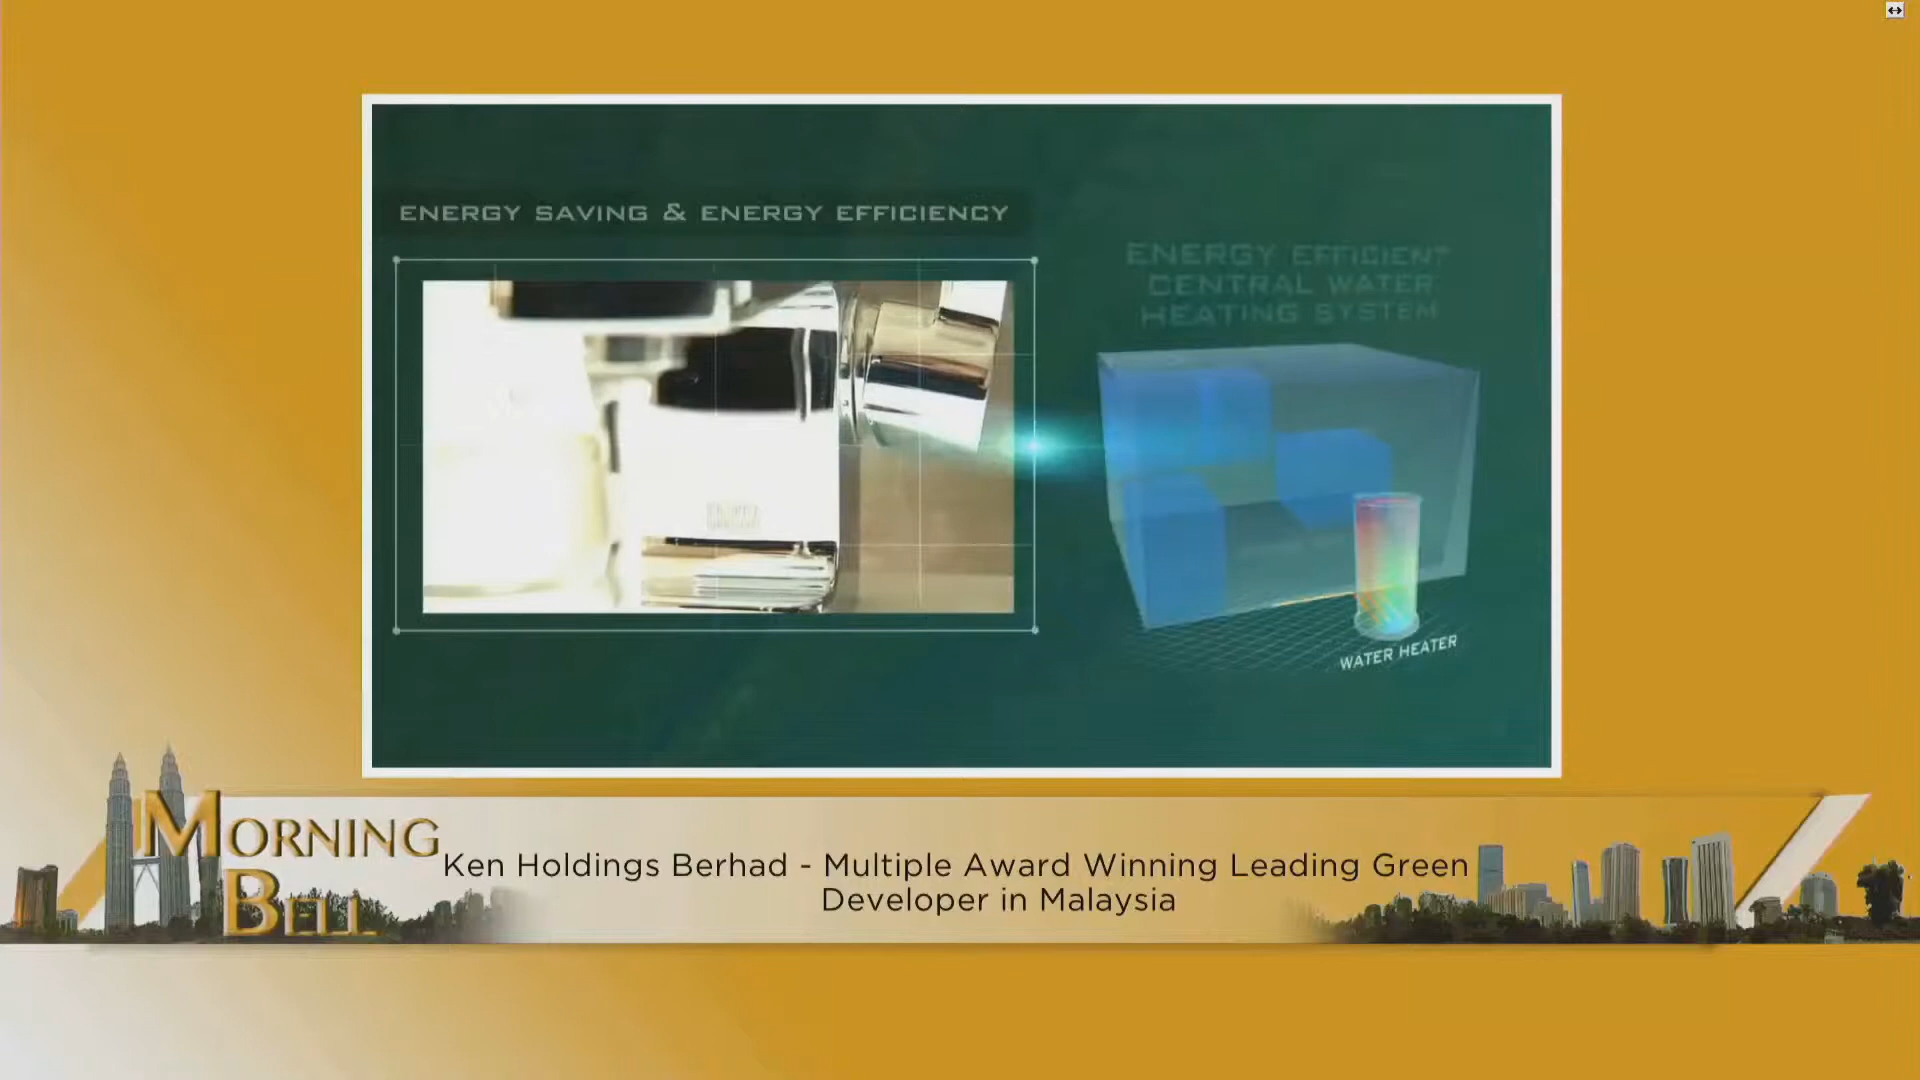 ENERGY SAVING & ENERGY EFFICIENCY
ENERGY EFFICIENT
CENTRAL WATER
HEATING SYSTEM
WATER HEATER
MORNING
BELL
Ken Holdings Berhad - Multiple Award Winning Leading Green
Developer in Malaysia